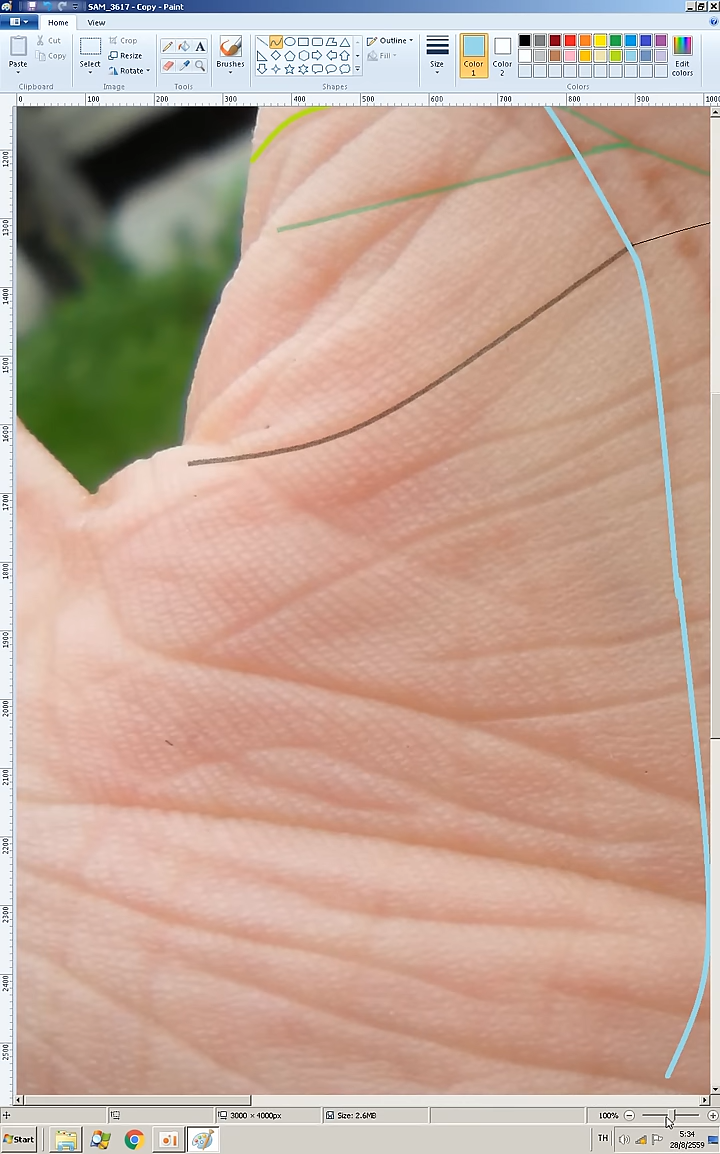 SAM_3617 - Copy - Paint
Home View
Paste
Cut
Copy
Clipboard
Select
Crop
Resize
Rotate
Image
Tools
Brushes
Shapes
Outline
Fill
Size
Color 1
Color 2
Edit colors
Colors
0 100 200 300 400 500 600 700 800 900 1000
1200
1300
1400
1500
1600
1700
1800
1900
2000
2100
2200
2300
2400
2500
3000 × 4000px
Size: 2.6MB
100%
Start
TH
5:34
28/8/2559